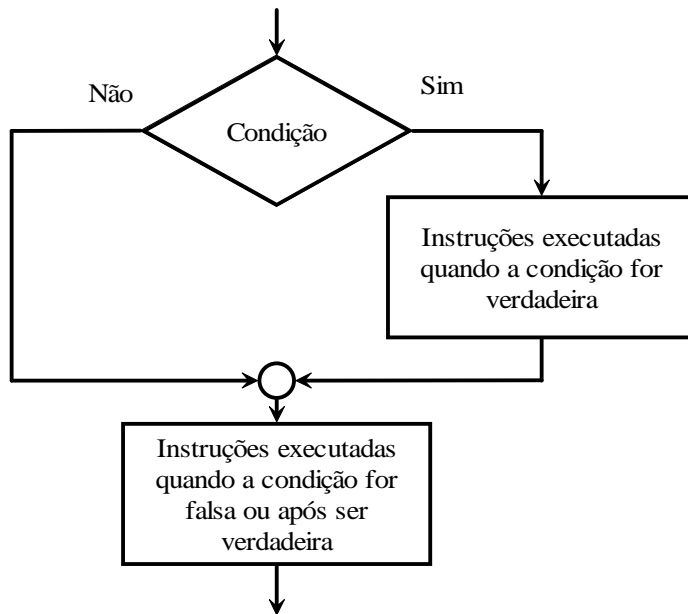 Não
Sim
Condição
Instruções executadas
quando a condição for
verdadeira
Instruções executadas
quando a condição for
falsa ou após ser
verdadeira